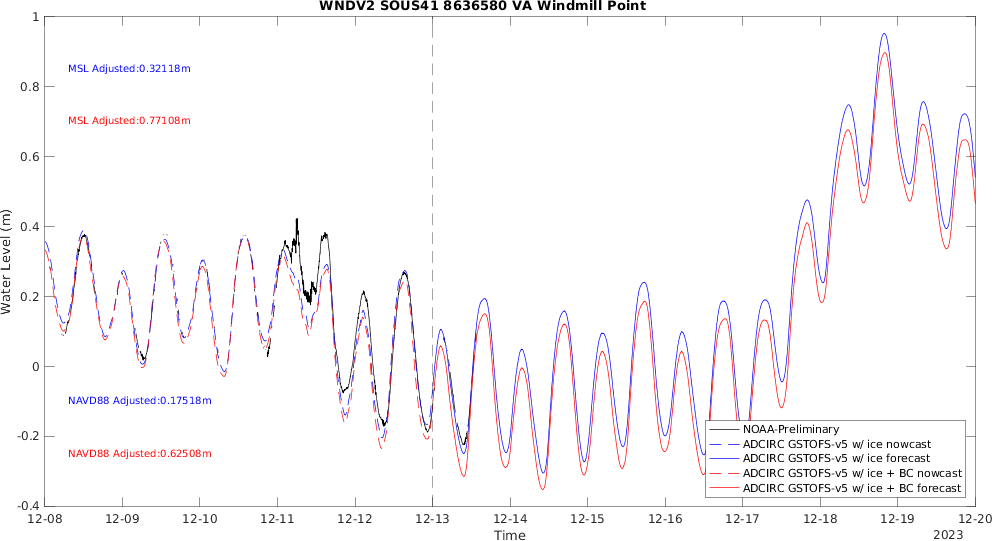 WNDV2 SOUS41 8636580 VA Windmill Point
1
0.8
0.6
0.4
0.2
0
-0.2
-0.4
Water Level (m)
MSL Adjusted:0.32118m
MSL Adjusted:0.77108m
NAVD88 Adjusted:0.17518m
NAVD88 Adjusted:0.62508m
NOAA-Preliminary
ADCIRC GSTOFS-v5 w/ ice nowcast
ADCIRC GSTOFS-v5 w/ ice forecast
ADCIRC GSTOFS-v5 w/ ice + BC nowcast
ADCIRC GSTOFS-v5 w/ ice + BC forecast
12-08 12-09 12-10 12-11 12-12 12-13 12-14 12-15 12-16 12-17 12-18 12-19 12-20
Time
2023